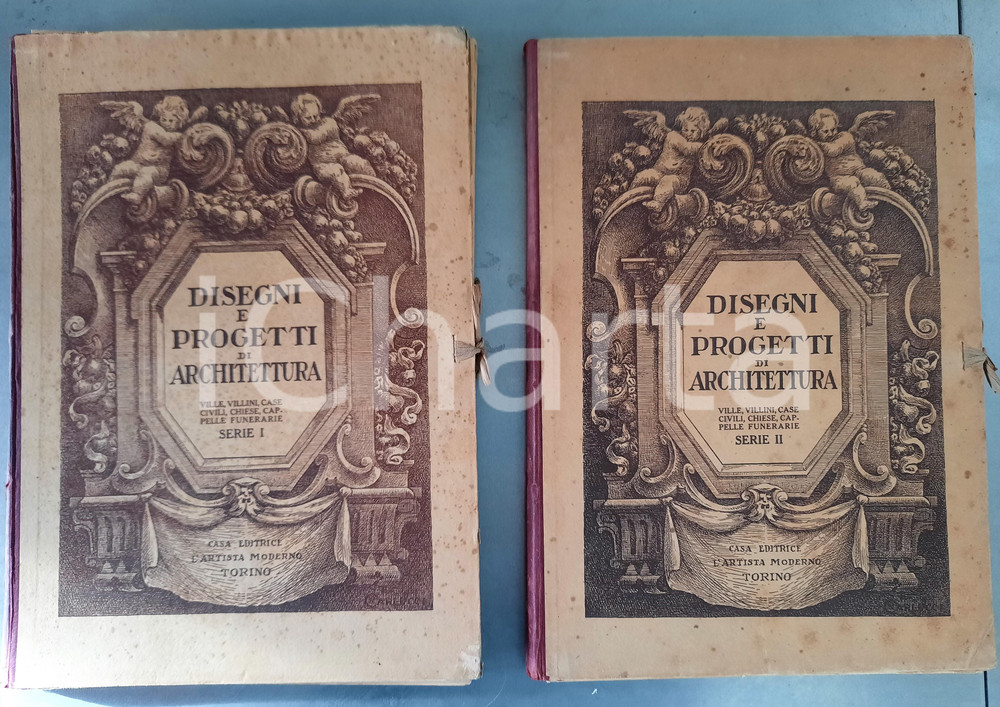 DISEGNI
E
PROGETTI
DI
ARCHITETTURA
VILLE, VILLINI, CASE
CIVILI, CHIESE, CAP-
PELLE FUNERARIE
SERIE I
CASA EDITRICE
L'ARTISTA MODERNO
TORINO
DISEGNI
E
PROGETTI
DI
ARCHITETTURA
VILLE, VILLINI, CASE
CIVILI, CHIESE, CAP-
PELLE FUNERARIE
SERIE II
CASA EDITRICE
L'ARTISTA MODERNO
TORINO
iCharta